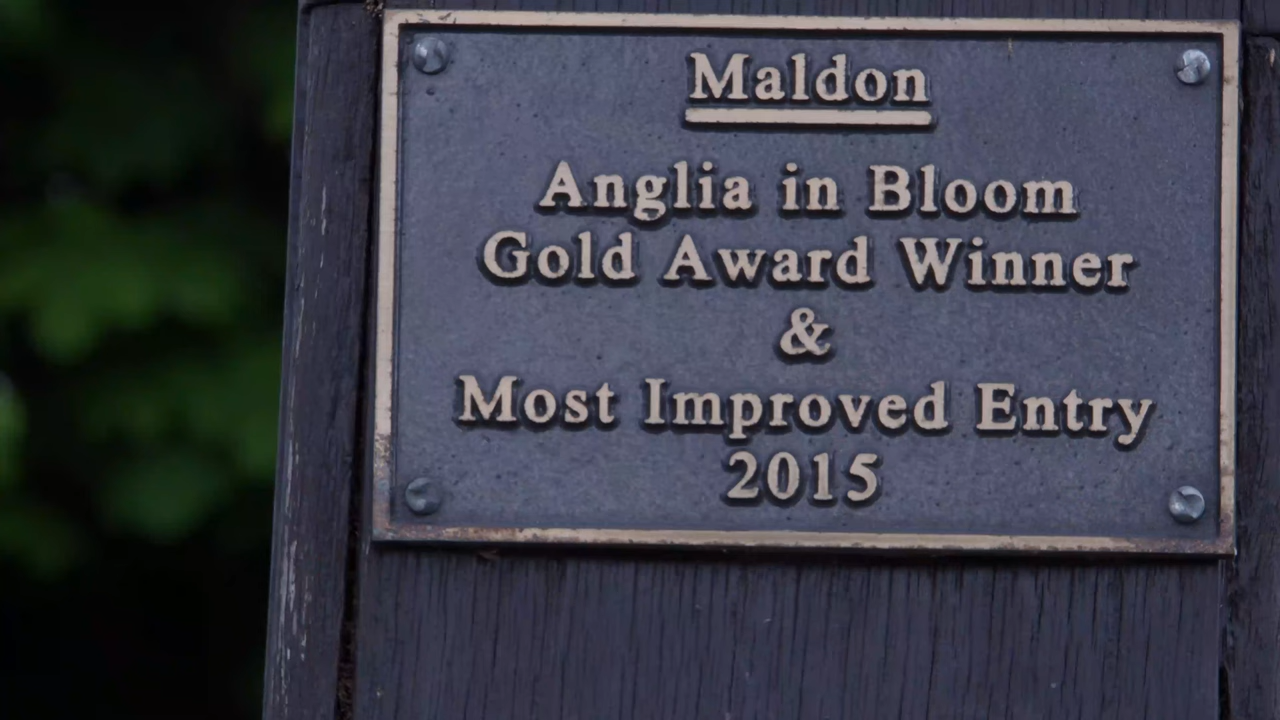 Maldon
Anglia in Bloom
Gold Award Winner
&
Most Improved Entry
2015